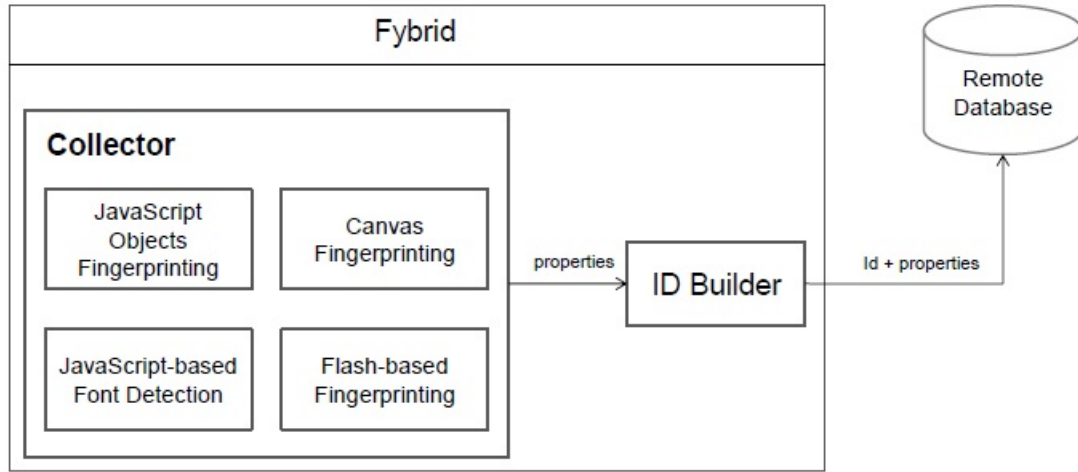 Fybrid
Remote
Database
Collector
JavaScript
Objects
Fingerprinting
Canvas
Fingerprinting
properties
ID Builder
Id + properties
JavaScript-based
Font Detection
Flash-based
Fingerprinting